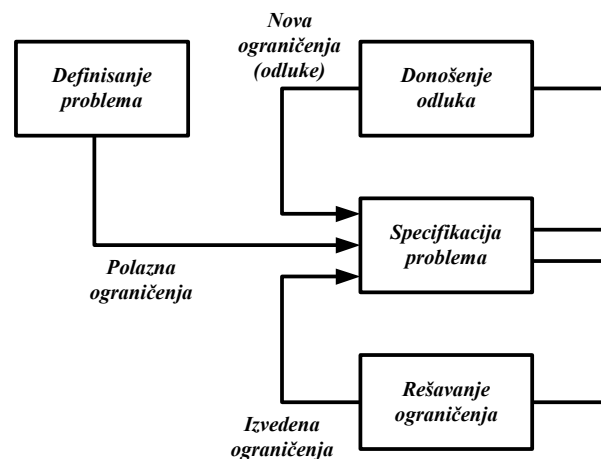 Definisanje
problema
Nova
ograničenja
(odluke)
Donošenje
odluka
Polazna
ograničenja
Specifikacija
problema
Izvedena
ograničenja
Rešavanje
ograničenja